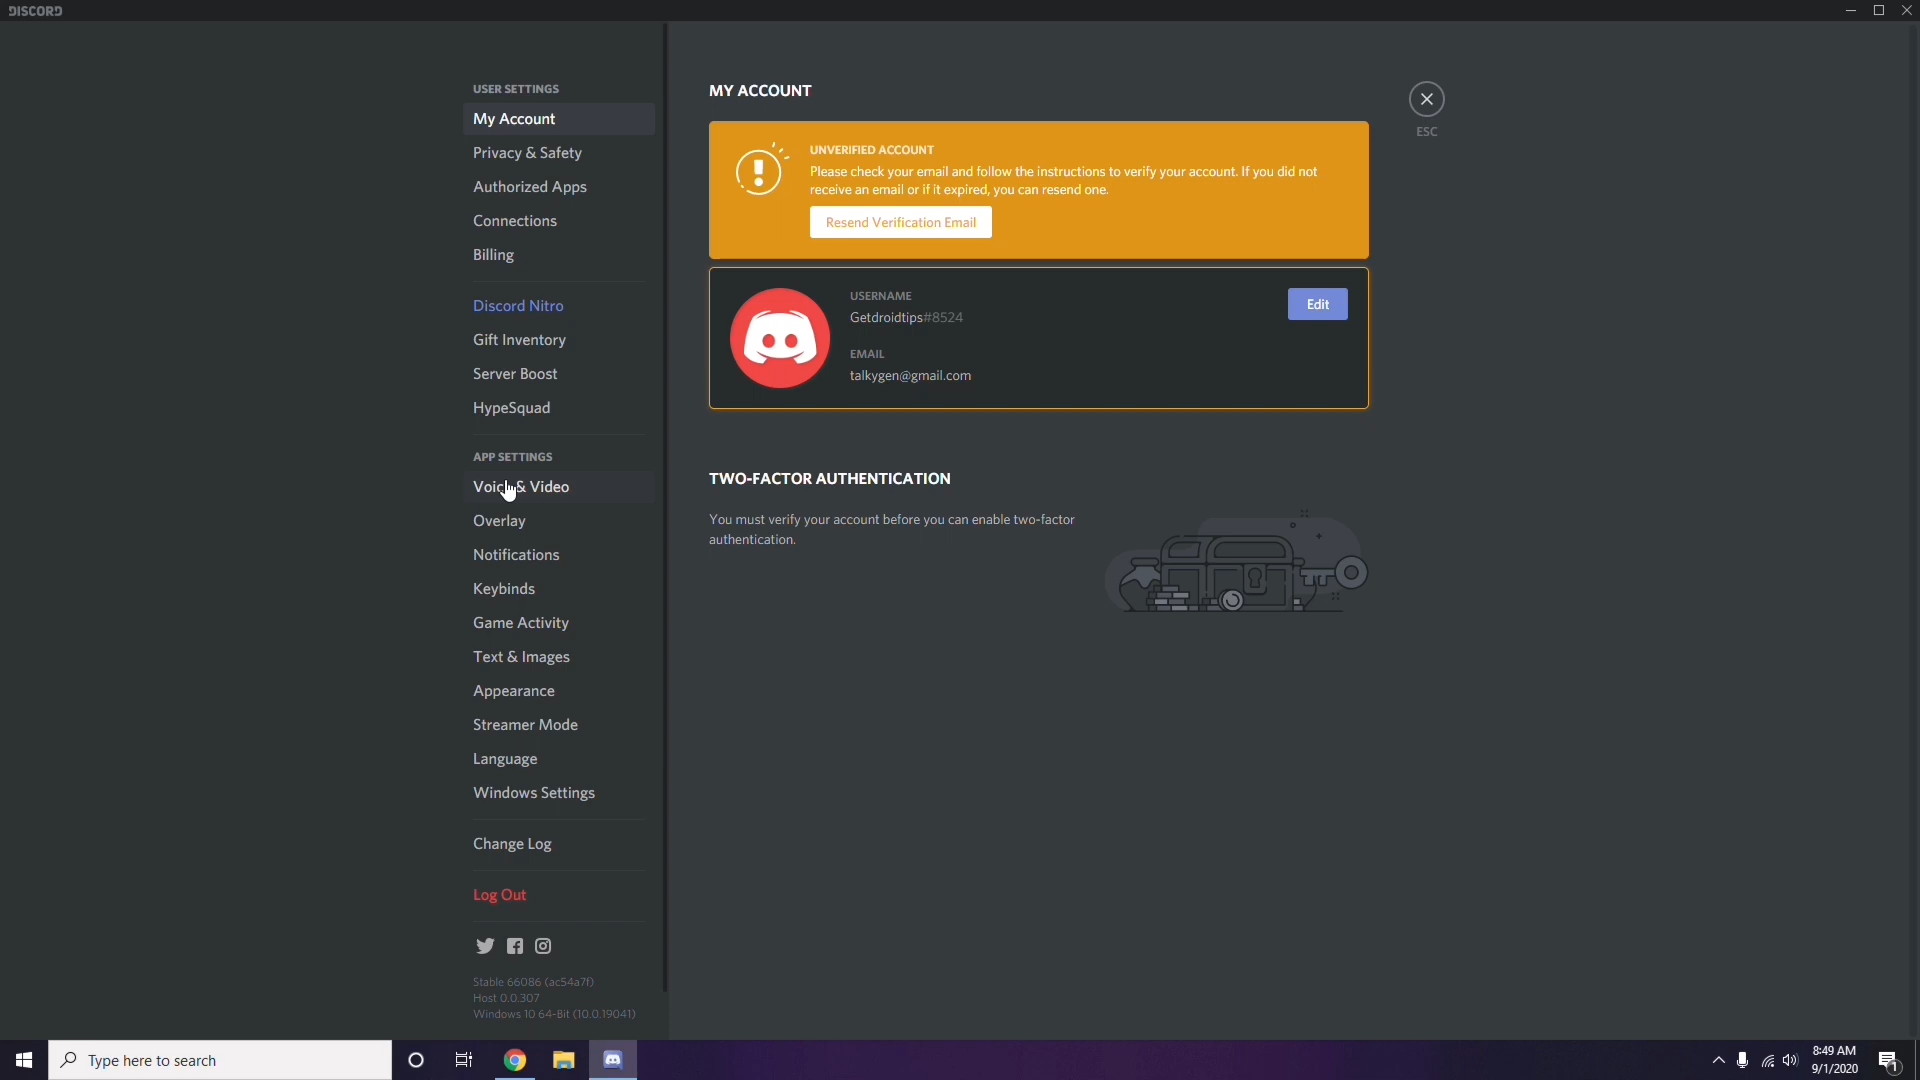 DISCORD
USER SETTINGS
My Account
Privacy & Safety
Authorized Apps
Connections
Billing
Discord Nitro
Gift Inventory
Server Boost
HypeSquad
APP SETTINGS
Voice & Video
Overlay
Notifications
Keybinds
Game Activity
Text & Images
Appearance
Streamer Mode
Language
Windows Settings
Change Log
Log Out
Stable 66086 (ac54a7f)
Host 0.0.307
Windows 10 64-Bit (10.0.19041)
MY ACCOUNT
ESC
UNVERIFIED ACCOUNT
Please check your email and follow the instructions to verify your account. If you did not
receive an email or if it expired, you can resend one.
Resend Verification Email
USERNAME
Getdroidtips#8524
Edit
EMAIL
talkygen@gmail.com
TWO-FACTOR AUTHENTICATION
You must verify your account before you can enable two-factor
authentication.
Type here to search
8:49 AM
9/1/2020
1